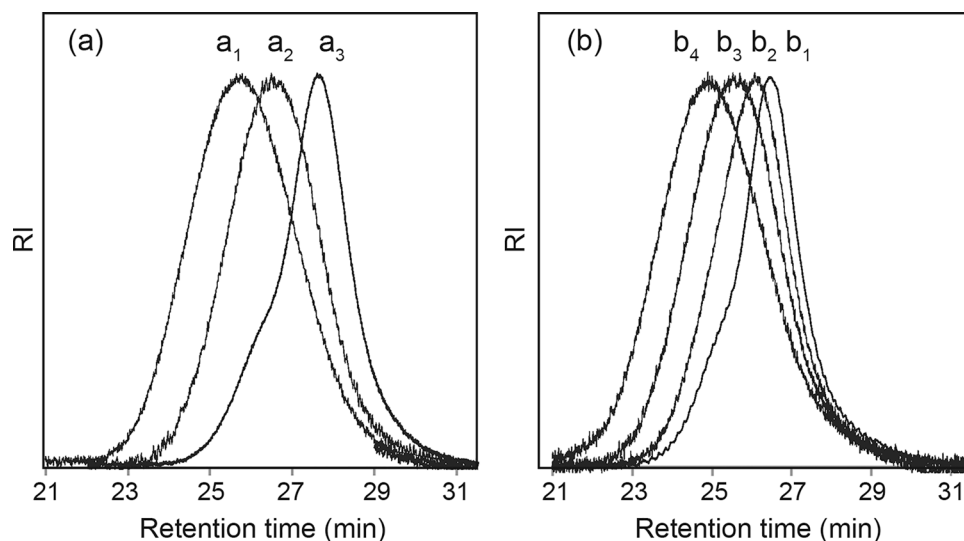 (a)
a₁ a₂ a₃
RI
21 23 25 27 29 31
Retention time (min)
(b)
b₄ b₃ b₂ b₁
RI
21 23 25 27 29 31
Retention time (min)